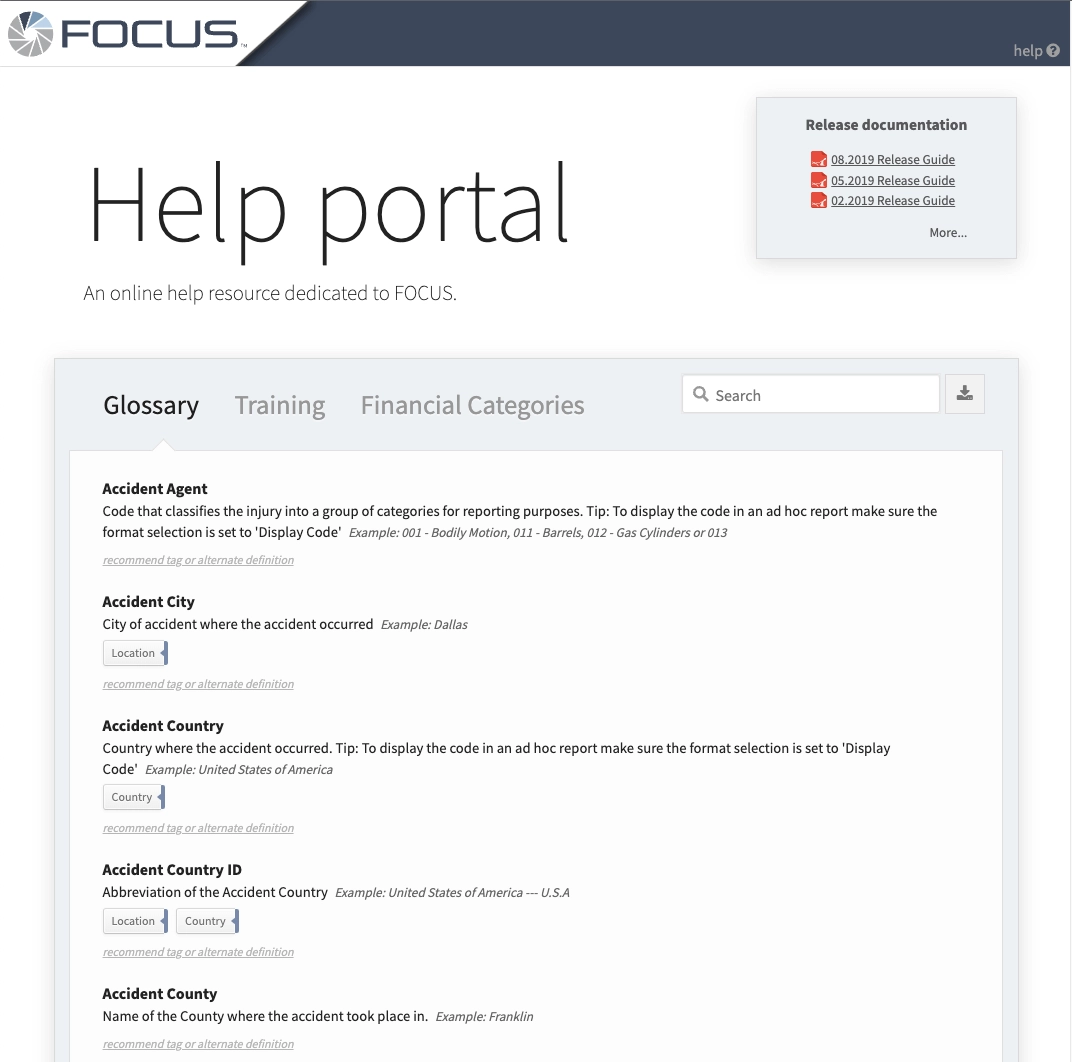 FOCUS™
help
Release documentation
08.2019 Release Guide
05.2019 Release Guide
02.2019 Release Guide
More...
Help portal
An online help resource dedicated to FOCUS.
Glossary Training Financial Categories Search
Accident Agent
Code that classifies the injury into a group of categories for reporting purposes. Tip: To display the code in an ad hoc report make sure the
format selection is set to 'Display Code' Example: 001 - Bodily Motion, 011 - Barrels, 012 - Gas Cylinders or 013
recommend tag or alternate definition
Accident City
City of accident where the accident occurred Example: Dallas
Location
recommend tag or alternate definition
Accident Country
Country where the accident occurred. Tip: To display the code in an ad hoc report make sure the format selection is set to 'Display
Code' Example: United States of America
Country
recommend tag or alternate definition
Accident Country ID
Abbreviation of the Accident Country Example: United States of America --- U.S.A
Location Country
recommend tag or alternate definition
Accident County
Name of the County where the accident took place in. Example: Franklin
recommend tag or alternate definition